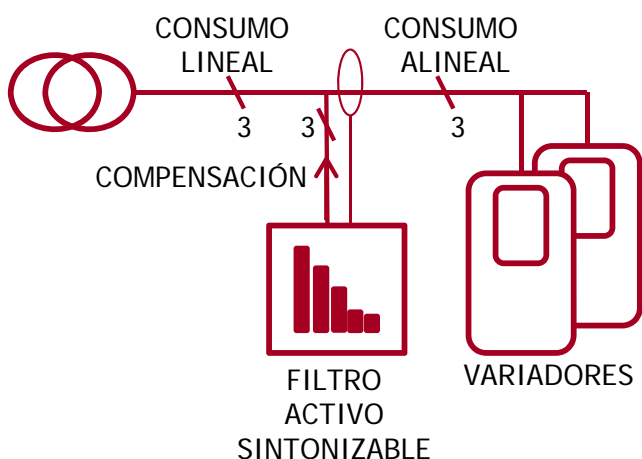 CONSUMO
LINEAL
CONSUMO
ALINEAL
3
3
3
COMPENSACIÓN
FILTRO
ACTIVO
SINTONIZABLE
VARIADORES